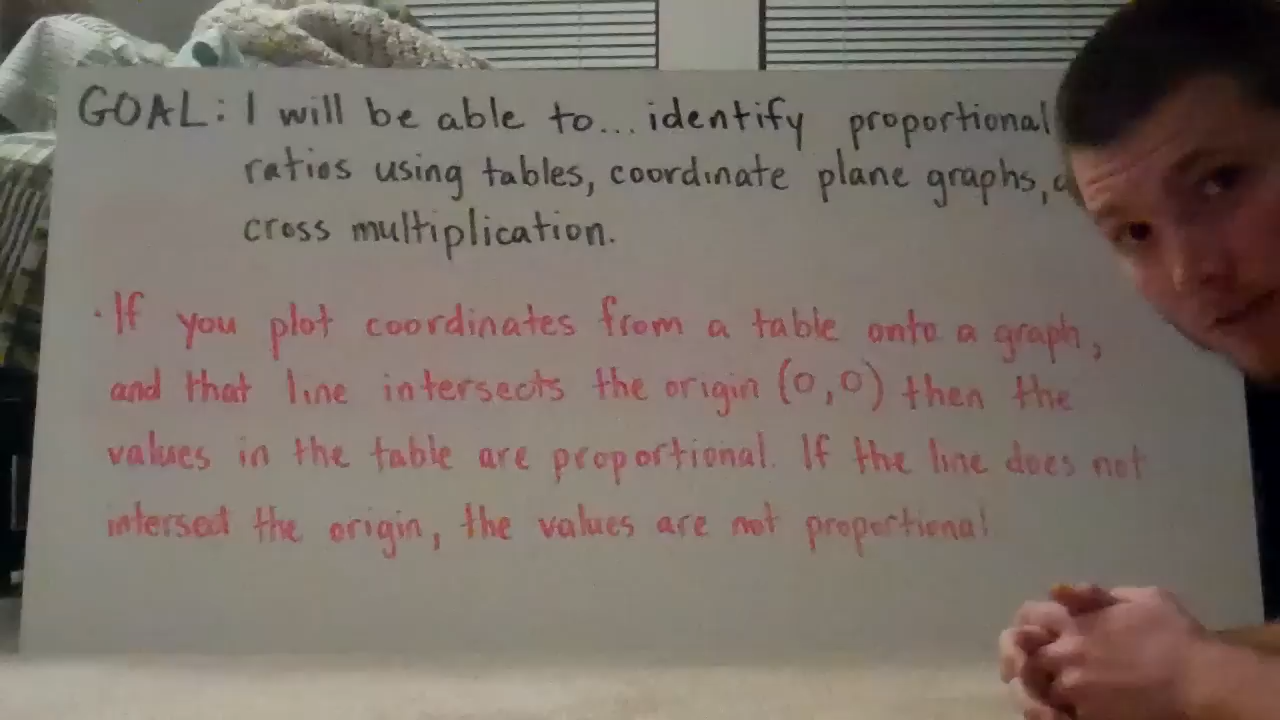 GOAL: I will be able to... identify proportional
ratios using tables, coordinate plane graphs,
cross multiplication.
• If you plot coordinates from a table onto a graph,
and that line intersects the origin (0,0) then the
values in the table are proportional. If the line does not
intersect the origin, the values are not proportional